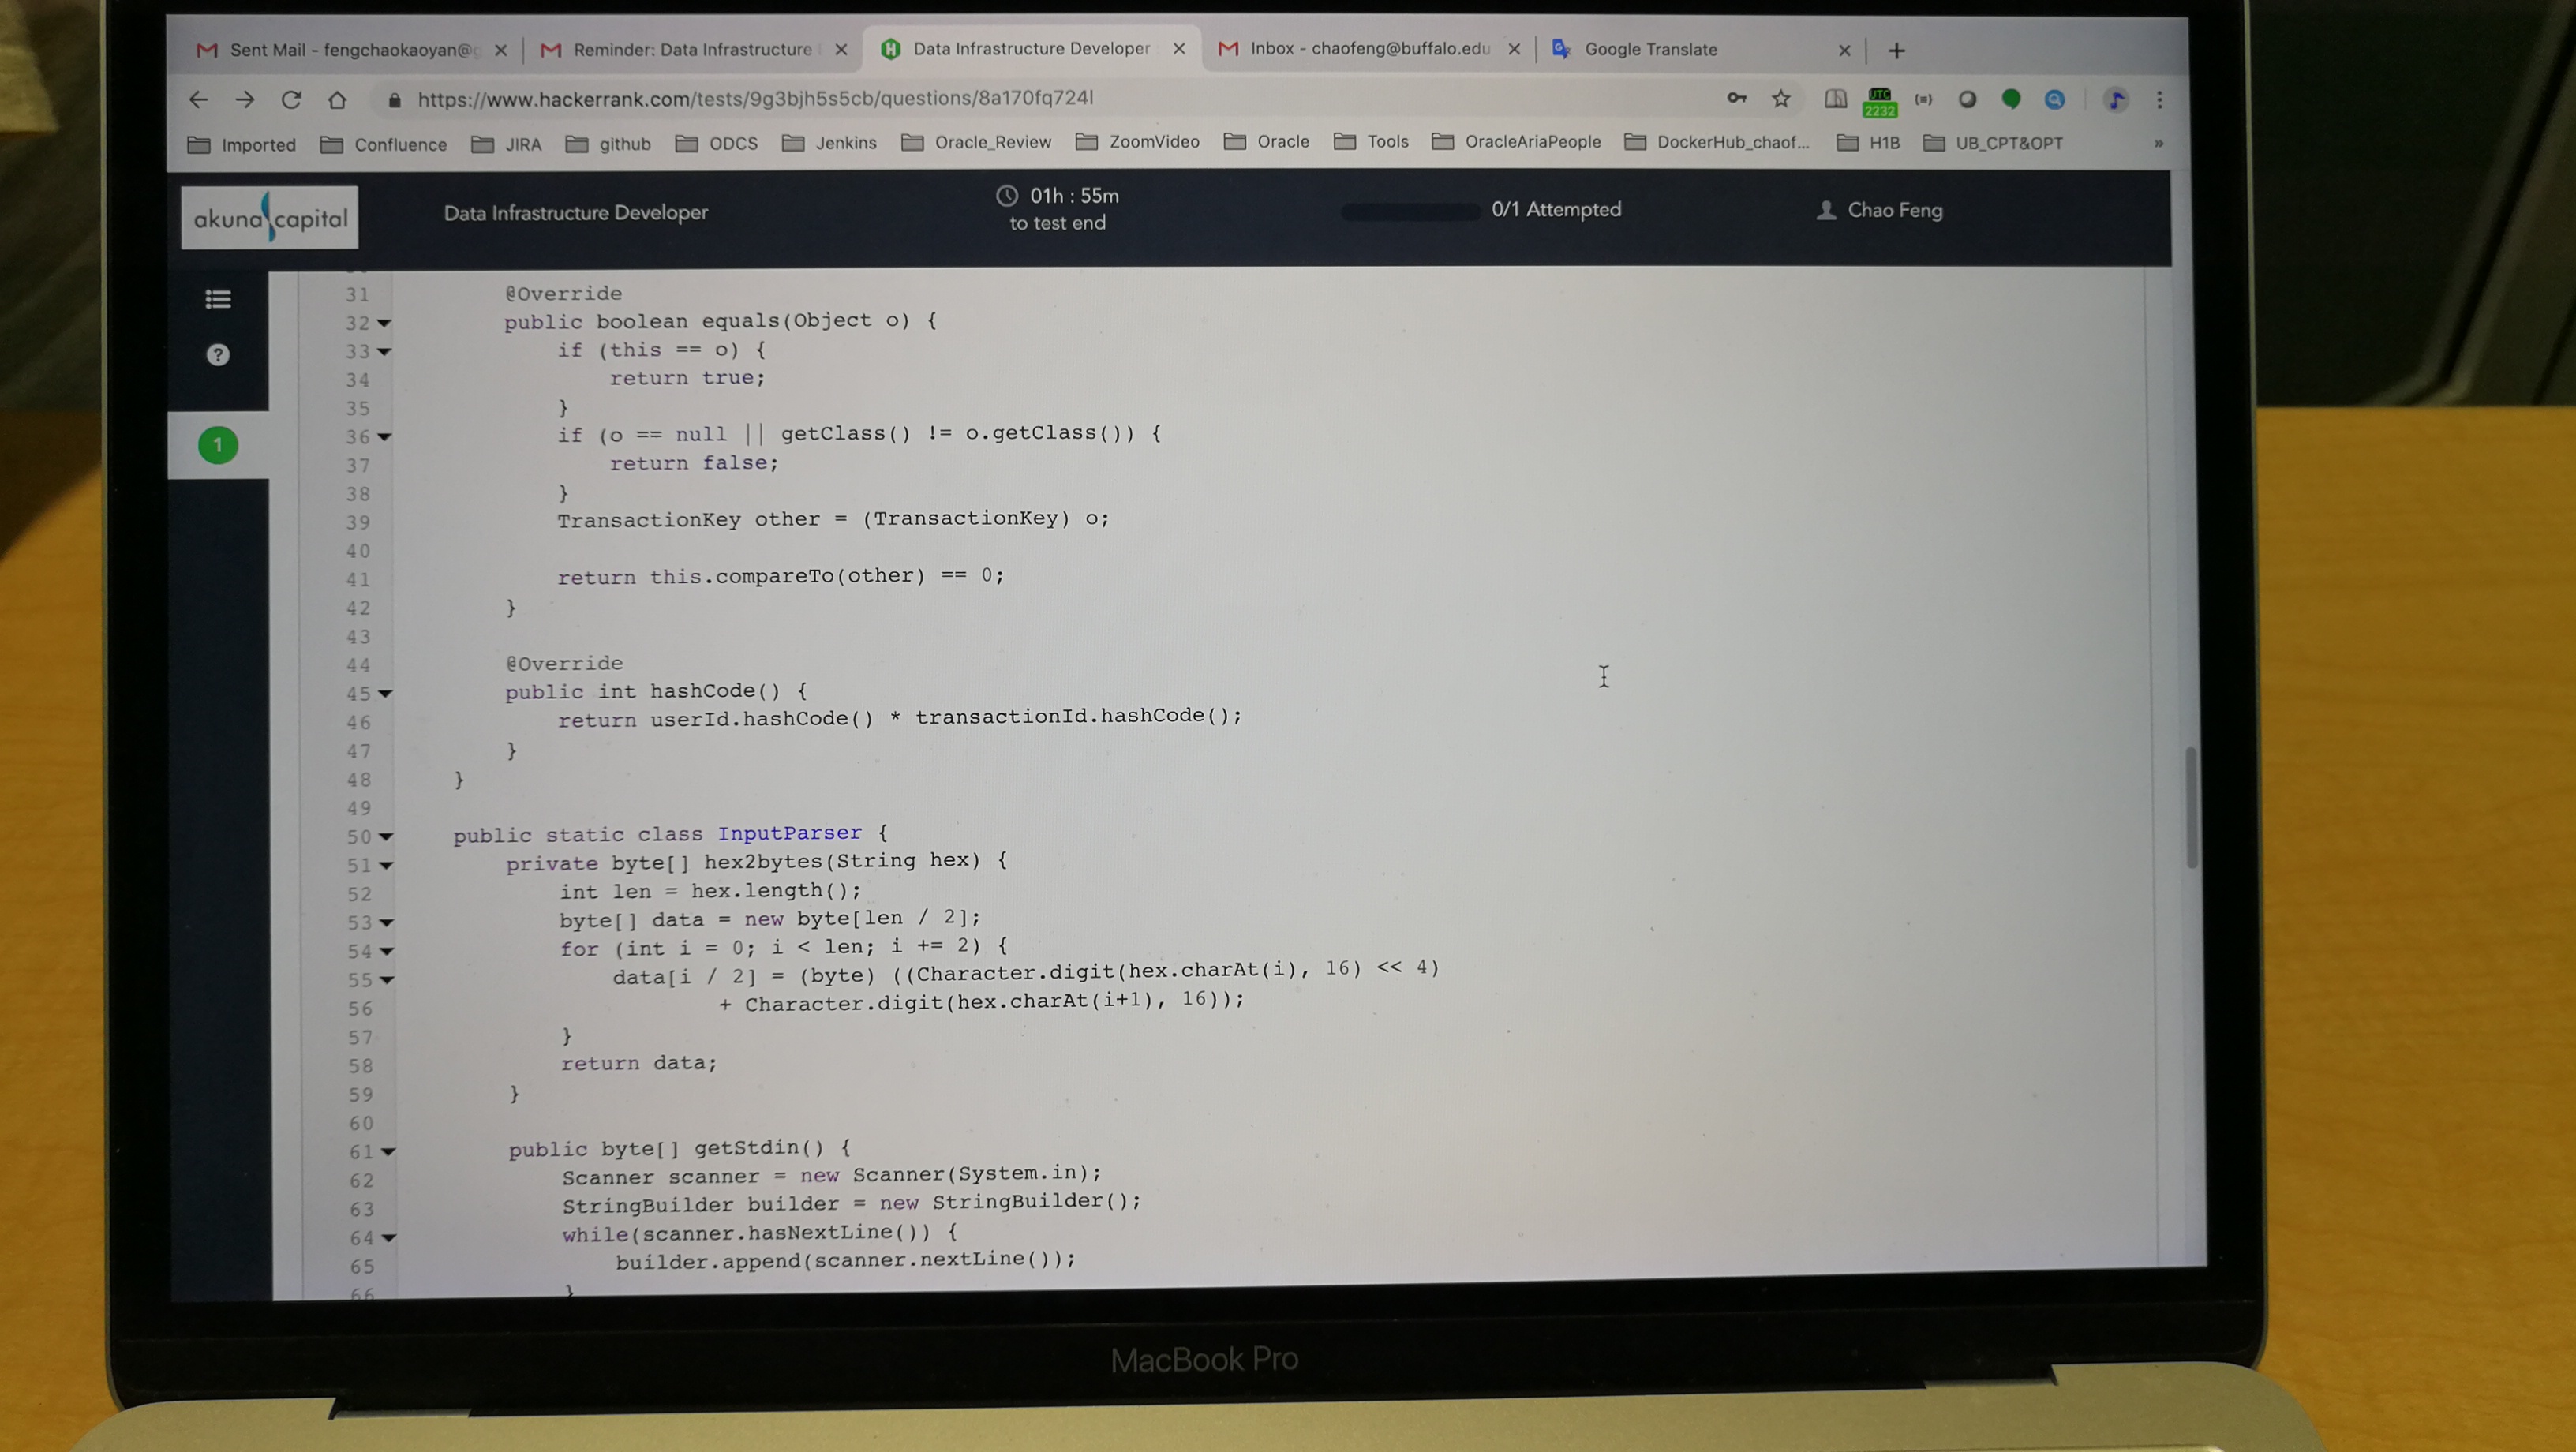 Sent Mail - fengchaokaoyan@g
Reminder: Data Infrastructure
Data Infrastructure Developer
Inbox - chaofeng@buffalo.edu
Google Translate
https://www.hackerrank.com/tests/9g3bjh5s5cb/questions/8a170fq724l
UTC
2232
Imported Confluence JIRA github ODCS Jenkins Oracle_Review ZoomVideo Oracle Tools OracleAriaPeople DockerHub_chaof... H1B UB_CPT&OPT »
akuna capital
Data Infrastructure Developer
01h : 55m
to test end
0/1 Attempted
Chao Feng
?
1
31 @Override
32 public boolean equals(Object o) {
33 if (this == o) {
34 return true;
35 }
36 if (o == null || getClass() != o.getClass()) {
37 return false;
38 }
39 TransactionKey other = (TransactionKey) o;
40
41 return this.compareTo(other) == 0;
42 }
43
44 @Override
45 public int hashCode() {
46 return userId.hashCode() * transactionId.hashCode();
47 }
48 }
49
50 public static class InputParser {
51 private byte[] hex2bytes(String hex) {
52 int len = hex.length();
53 byte[] data = new byte[len / 2];
54 for (int i = 0; i < len; i += 2) {
55 data[i / 2] = (byte) ((Character.digit(hex.charAt(i), 16) << 4)
56 + Character.digit(hex.charAt(i+1), 16));
57 }
58 return data;
59 }
60
61 public byte[] getStdin() {
62 Scanner scanner = new Scanner(System.in);
63 StringBuilder builder = new StringBuilder();
64 while(scanner.hasNextLine()) {
65 builder.append(scanner.nextLine());
66 }
MacBook Pro